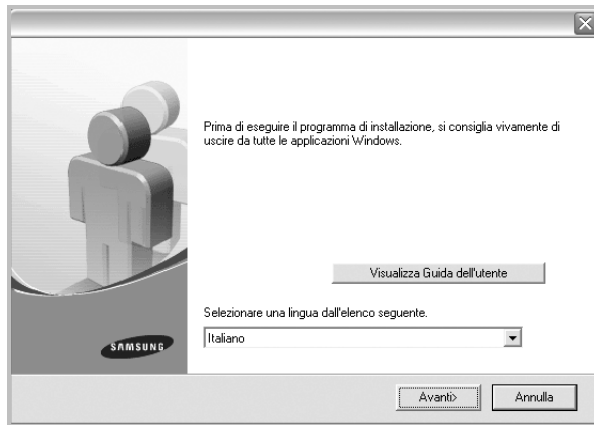 Prima di eseguire il programma di installazione, si consiglia vivamente di
uscire da tutte le applicazioni Windows.
Visualizza Guida dell'utente
Selezionare una lingua dall'elenco seguente.
Italiano
SAMSUNG
Avanti>
Annulla